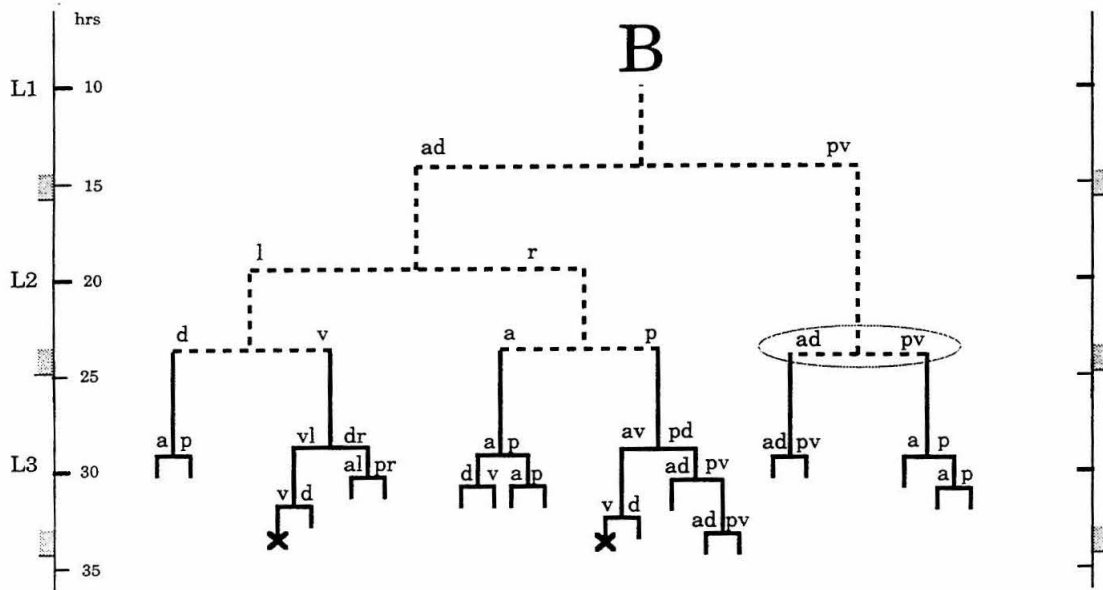 hrs
B
L1 10
ad pv
15
l r
L2 20
d v a p ad pv
25
a p vl dr a p av pd ad pv a p
L3 30
al pr d v a p ad pv a p
v d v d ad pv
35